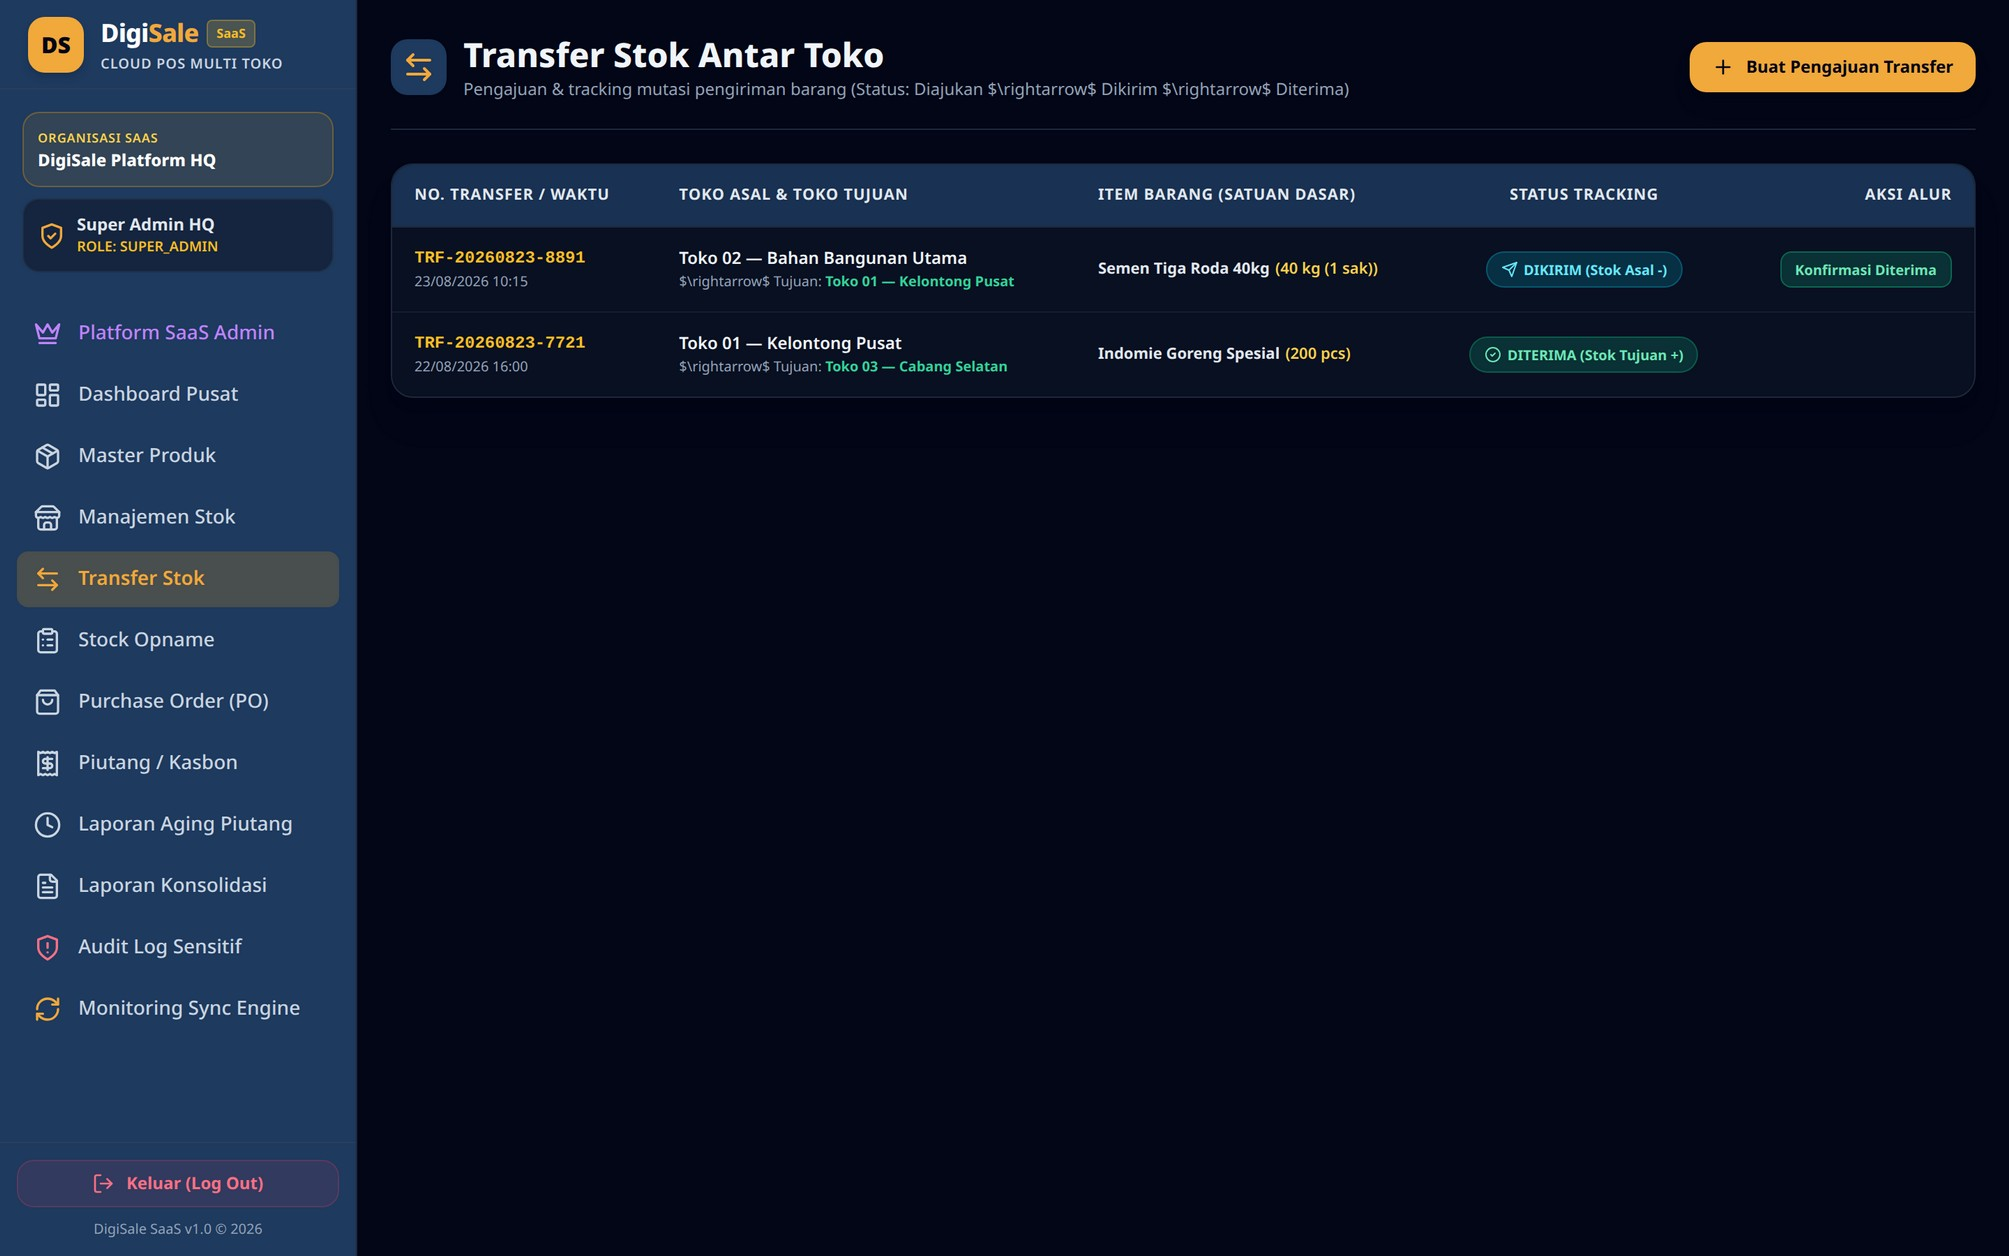 DS
DigiSale SaaS
CLOUD POS MULTI TOKO
ORGANISASI SAAS
DigiSale Platform HQ
Super Admin HQ
ROLE: SUPER_ADMIN
Platform SaaS Admin
Dashboard Pusat
Master Produk
Manajemen Stok
Transfer Stok
Stock Opname
Purchase Order (PO)
Piutang / Kasbon
Laporan Aging Piutang
Laporan Konsolidasi
Audit Log Sensitif
Monitoring Sync Engine
Keluar (Log Out)
DigiSale SaaS v1.0 © 2026
Transfer Stok Antar Toko
Pengajuan & tracking mutasi pengiriman barang (Status: Diajukan $\rightarrow$ Dikirim $\rightarrow$ Diterima)
Buat Pengajuan Transfer
NO. TRANSFER / WAKTU TOKO ASAL & TOKO TUJUAN ITEM BARANG (SATUAN DASAR) STATUS TRACKING AKSI ALUR
TRF-20260823-8891
23/08/2026 10:15
Toko 02 — Bahan Bangunan Utama
$\rightarrow$ Tujuan: Toko 01 — Kelontong Pusat
Semen Tiga Roda 40kg (40 kg (1 sak))
DIKIRIM (Stok Asal -)
Konfirmasi Diterima
TRF-20260823-7721
22/08/2026 16:00
Toko 01 — Kelontong Pusat
$\rightarrow$ Tujuan: Toko 03 — Cabang Selatan
Indomie Goreng Spesial (200 pcs)
DITERIMA (Stok Tujuan +)